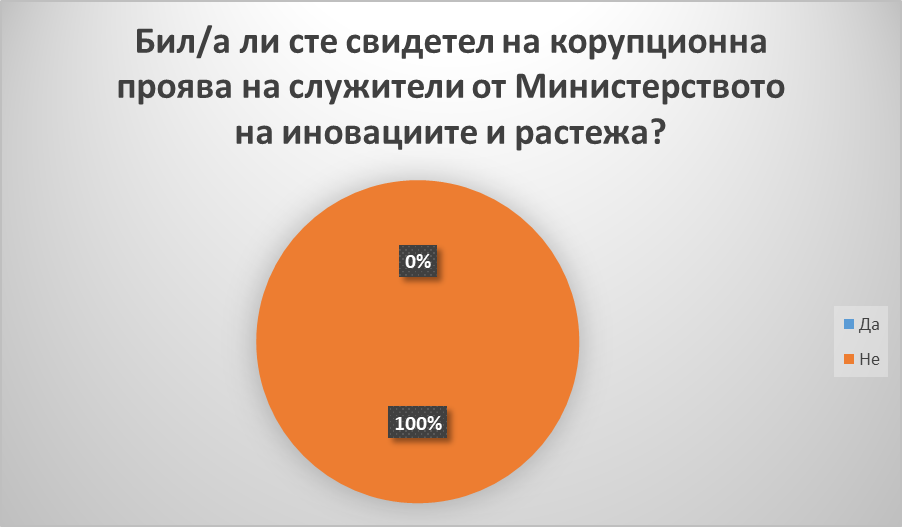 Бил/а ли сте свидетел на корупционна
проява на служители от Министерството
на иновациите и растежа?
0%
100%
Да
Не